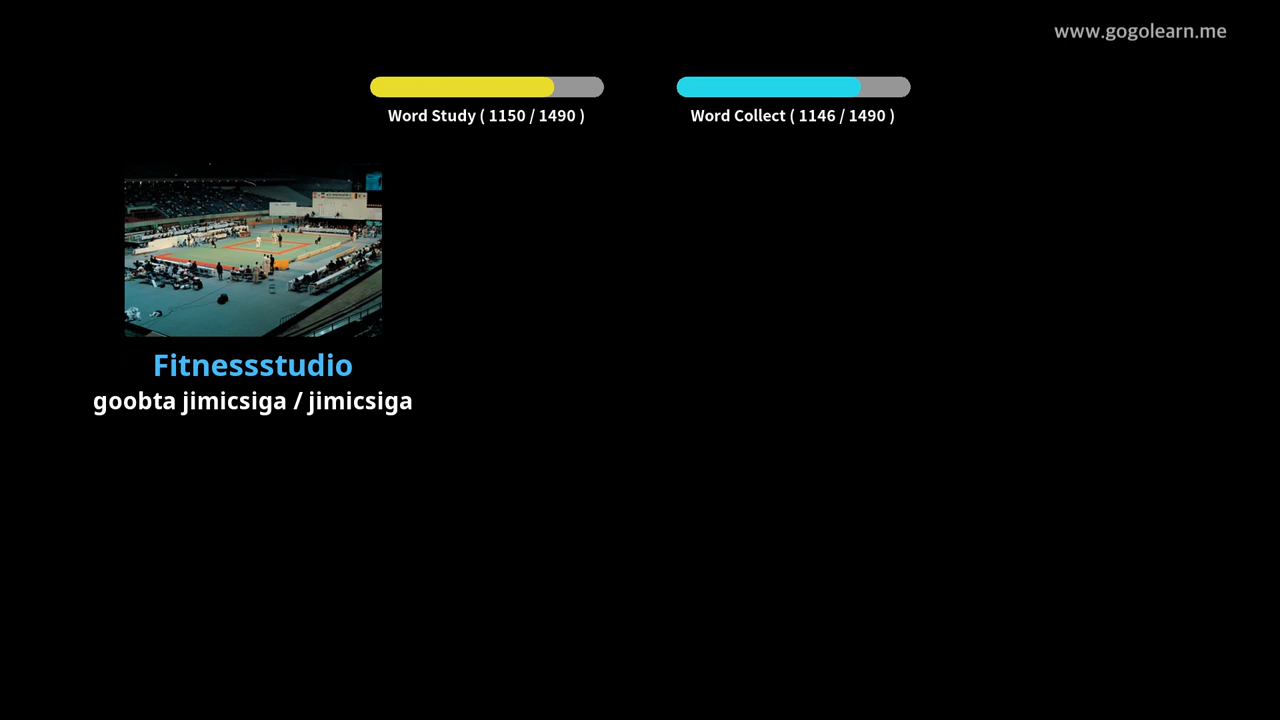 www.gogolearn.me
Word Study ( 1150 / 1490 )
Word Collect ( 1146 / 1490 )
Fitnessstudio
goobta jimicsiga / jimicsiga